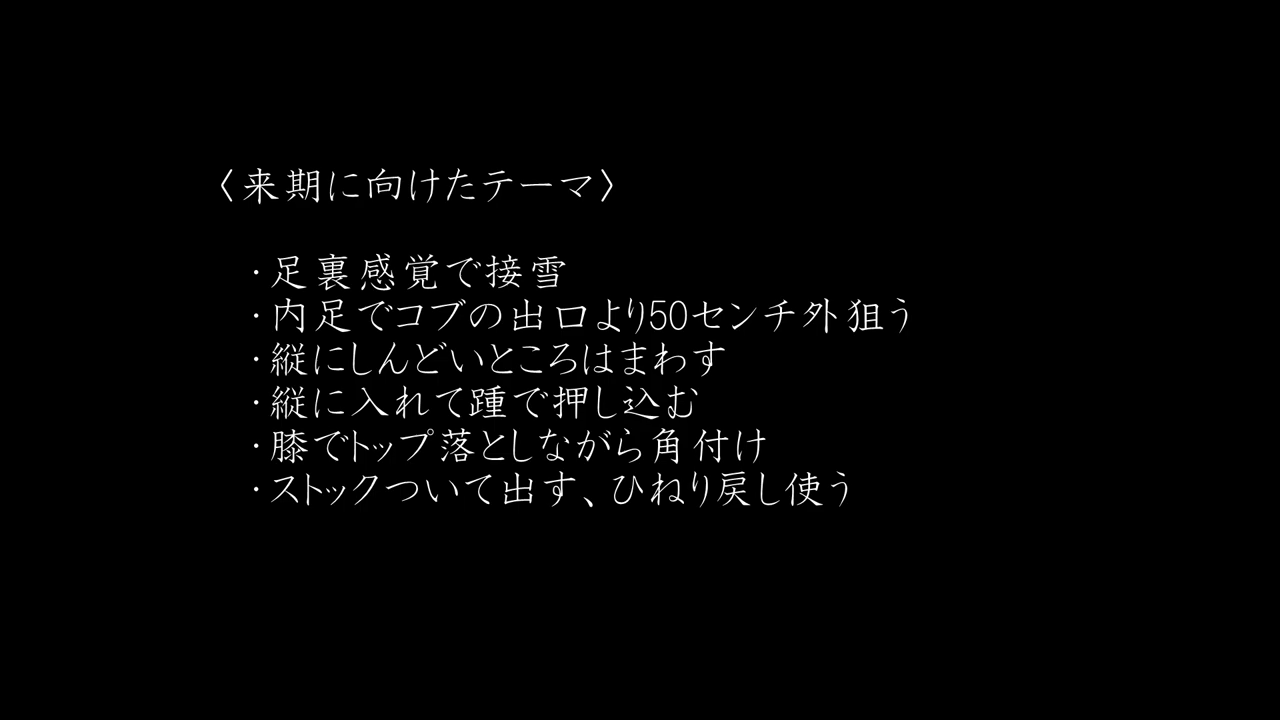 〈来期に向けたテーマ〉
・足裏感覚で接雪
・内足でコブの出口より50センチ外狙う
・縦にしんどいところはまわす
・縦に入れて踵で押し込む
・膝でトップ落としながら角付け
・ストックついて出す、ひねり戻し使う